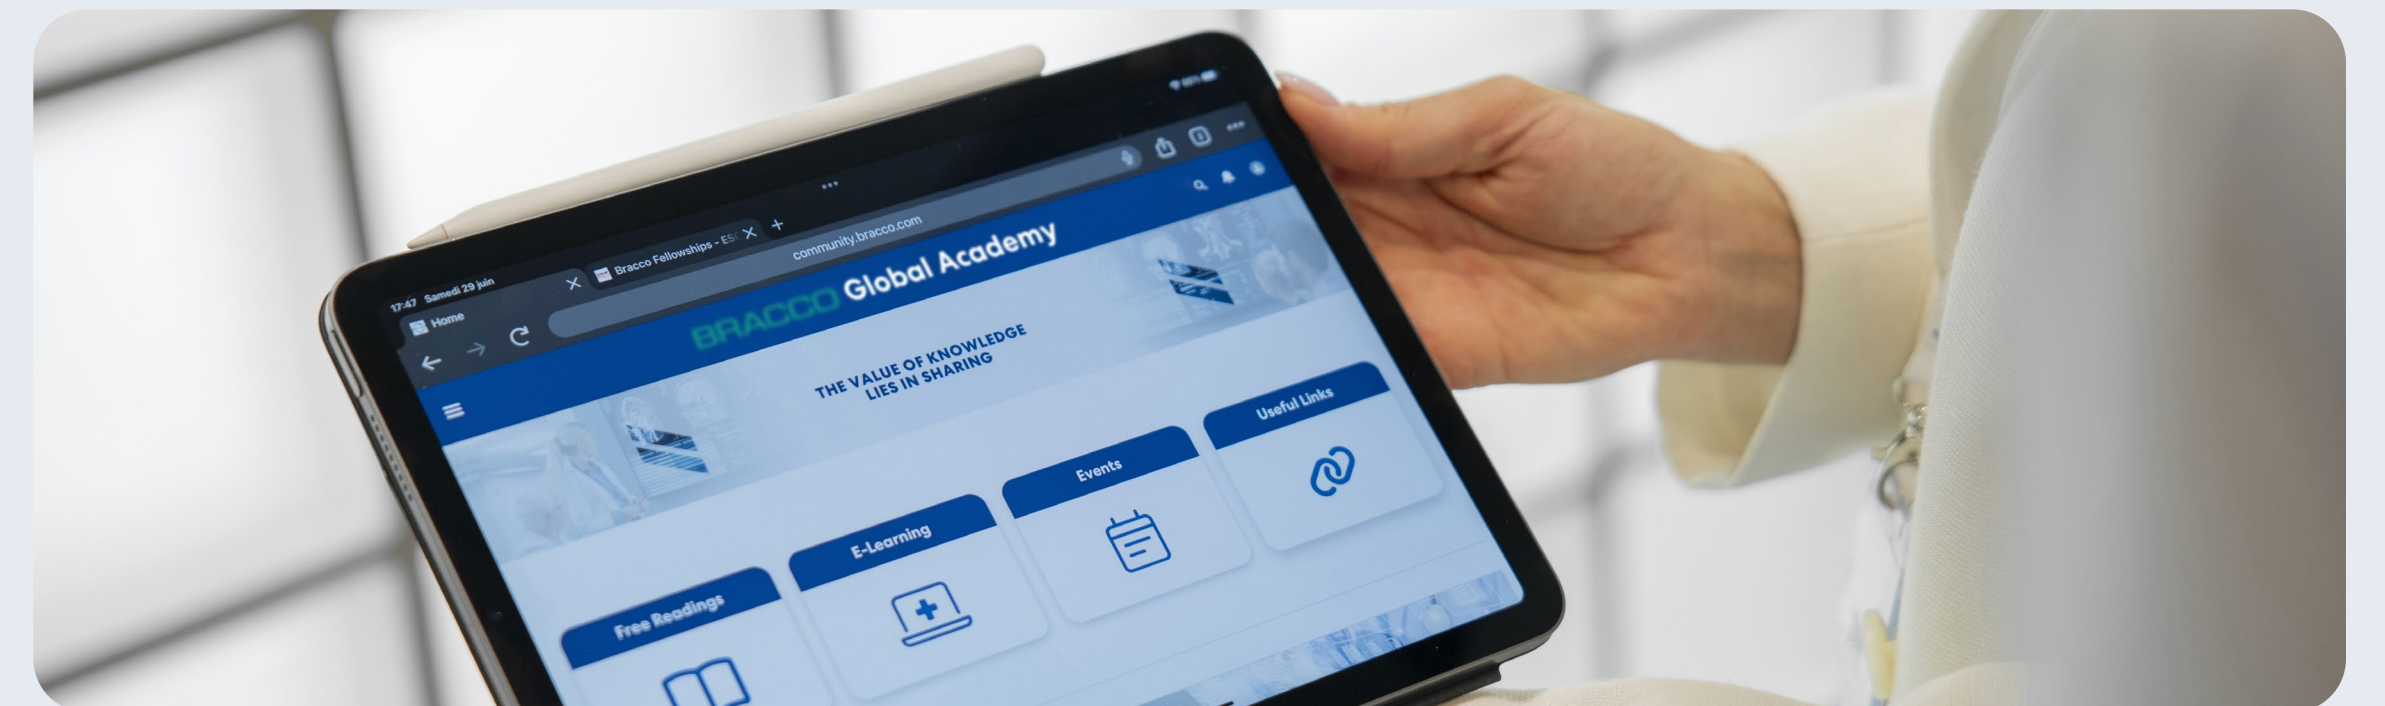 17:47 Samedi 29 juin
Home
Bracco Fellowships - ES
community.bracco.com
BRACCO Global Academy
THE VALUE OF KNOWLEDGE
LIES IN SHARING
Free Readings
E-Learning
Events
Useful Links